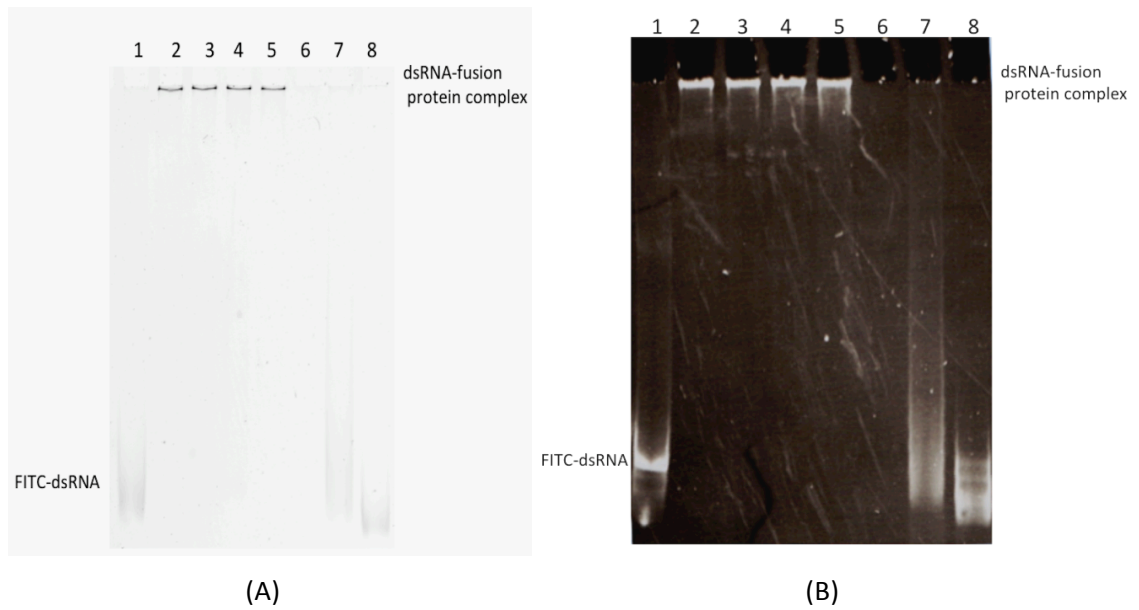 (A)
1 2 3 4 5 6 7 8
dsRNA-fusion
protein complex
FITC-dsRNA
(B)
1 2 3 4 5 6 7 8
dsRNA-fusion
protein complex
FITC-dsRNA
(A)
(B)